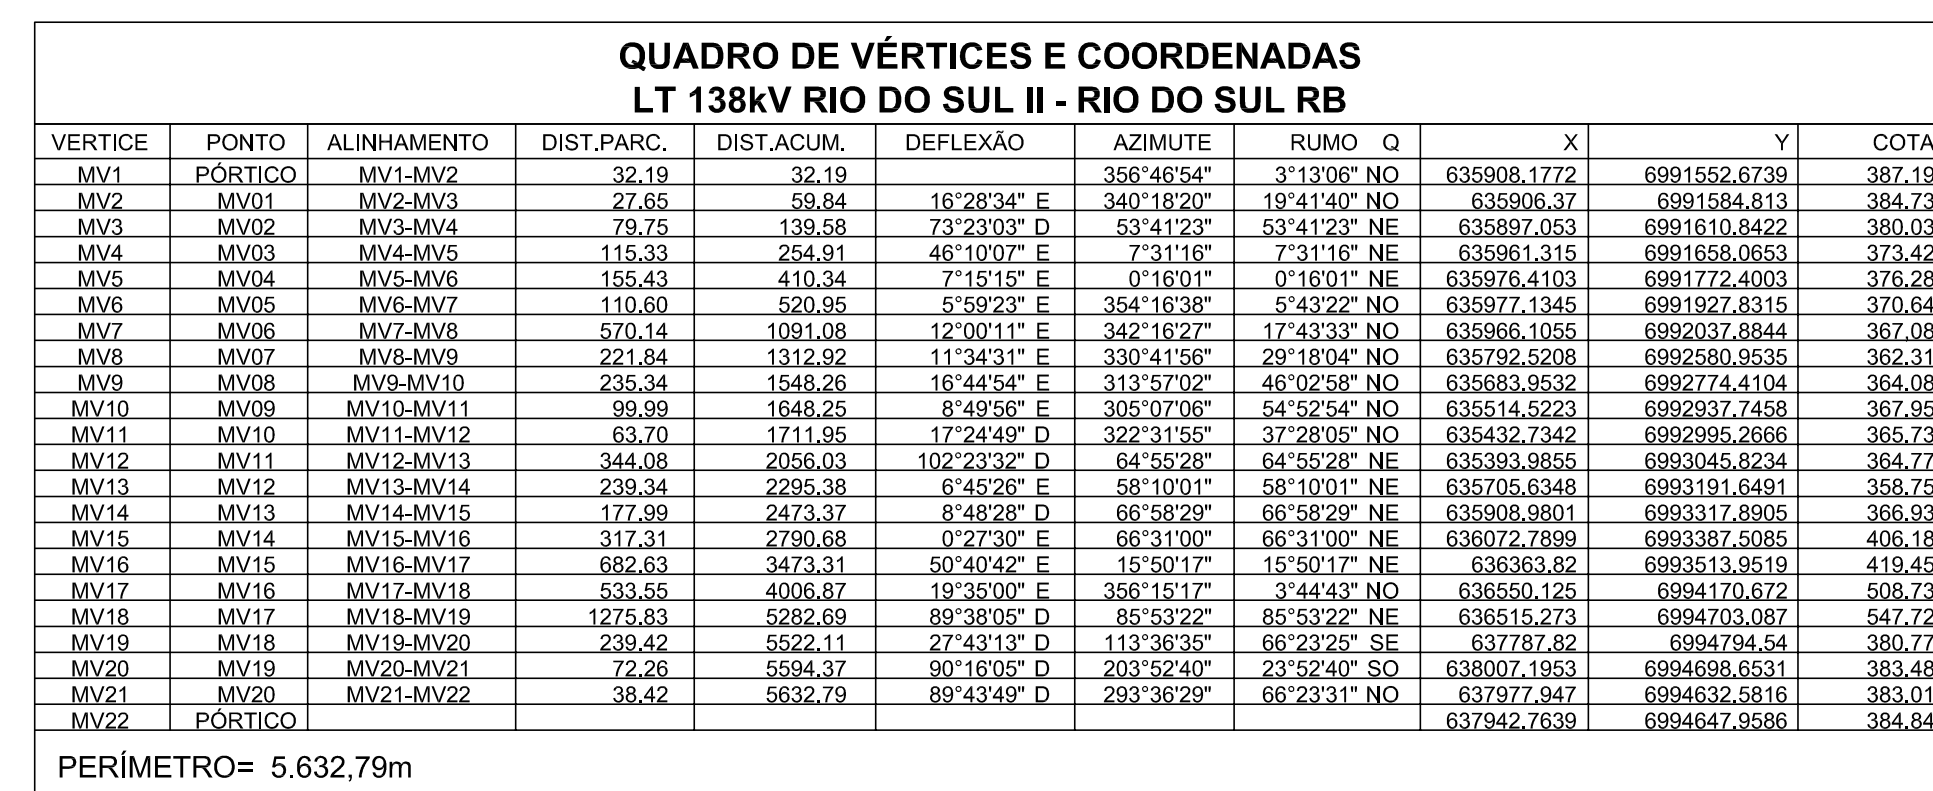 QUADRO DE VÉRTICES E COORDENADAS
LT 138kV RIO DO SUL II - RIO DO SUL RB
VERTICE PONTO ALINHAMENTO DIST.PARC. DIST.ACUM. DEFLEXÃO AZIMUTE RUMO Q X Y COTA
MV1 PÓRTICO MV1-MV2 32.19 32.19 356°46'54" 3°13'06" NO 635908.1772 6991552.6739 387.19
MV2 MV01 MV2-MV3 27.65 59.84 16°28'34" E 340°18'20" 19°41'40" NO 635906.37 6991584.813 384.73
MV3 MV02 MV3-MV4 79.75 139.58 73°23'03" D 53°41'23" 53°41'23" NE 635897.053 6991610.8422 380.03
MV4 MV03 MV4-MV5 115.33 254.91 46°10'07" E 7°31'16" 7°31'16" NE 635961.315 6991658.0653 373.42
MV5 MV04 MV5-MV6 155.43 410.34 7°15'15" E 0°16'01" 0°16'01" NE 635976.4103 6991772.4003 376.28
MV6 MV05 MV6-MV7 110.60 520.95 5°59'23" E 354°16'38" 5°43'22" NO 635977.1345 6991927.8315 370.64
MV7 MV06 MV7-MV8 570.14 1091.08 12°00'11" E 342°16'27" 17°43'33" NO 635966.1055 6992037.8844 367,08
MV8 MV07 MV8-MV9 221.84 1312.92 11°34'31" E 330°41'56" 29°18'04" NO 635792.5208 6992580.9535 362.31
MV9 MV08 MV9-MV10 235.34 1548.26 16°44'54" E 313°57'02" 46°02'58" NO 635683.9532 6992774.4104 364.08
MV10 MV09 MV10-MV11 99.99 1648.25 8°49'56" E 305°07'06" 54°52'54" NO 635514.5223 6992937.7458 367.95
MV11 MV10 MV11-MV12 63.70 1711.95 17°24'49" D 322°31'55" 37°28'05" NO 635432.7342 6992995.2666 365.73
MV12 MV11 MV12-MV13 344.08 2056.03 102°23'32" D 64°55'28" 64°55'28" NE 635393.9855 6993045.8234 364.77
MV13 MV12 MV13-MV14 239.34 2295.38 6°45'26" E 58°10'01" 58°10'01" NE 635705.6348 6993191.6491 358.75
MV14 MV13 MV14-MV15 177.99 2473.37 8°48'28" D 66°58'29" 66°58'29" NE 635908.9801 6993317.8905 366.93
MV15 MV14 MV15-MV16 317.31 2790.68 0°27'30" E 66°31'00" 66°31'00" NE 636072.7899 6993387.5085 406.18
MV16 MV15 MV16-MV17 682.63 3473.31 50°40'42" E 15°50'17" 15°50'17" NE 636363.82 6993513.9519 419.45
MV17 MV16 MV17-MV18 533.55 4006.87 19°35'00" E 356°15'17" 3°44'43" NO 636550.125 6994170.672 508.73
MV18 MV17 MV18-MV19 1275.83 5282.69 89°38'05" D 85°53'22" 85°53'22" NE 636515.273 6994703.087 547.72
MV19 MV18 MV19-MV20 239.42 5522.11 27°43'13" D 113°36'35" 66°23'25" SE 637787.82 6994794.54 380.77
MV20 MV19 MV20-MV21 72.26 5594.37 90°16'05" D 203°52'40" 23°52'40" SO 638007.1953 6994698.6531 383.48
MV21 MV20 MV21-MV22 38.42 5632.79 89°43'49" D 293°36'29" 66°23'31" NO 637977.947 6994632.5816 383.01
MV22 PÓRTICO 637942.7639 6994647.9586 384.84
PERÍMETRO= 5.632,79m